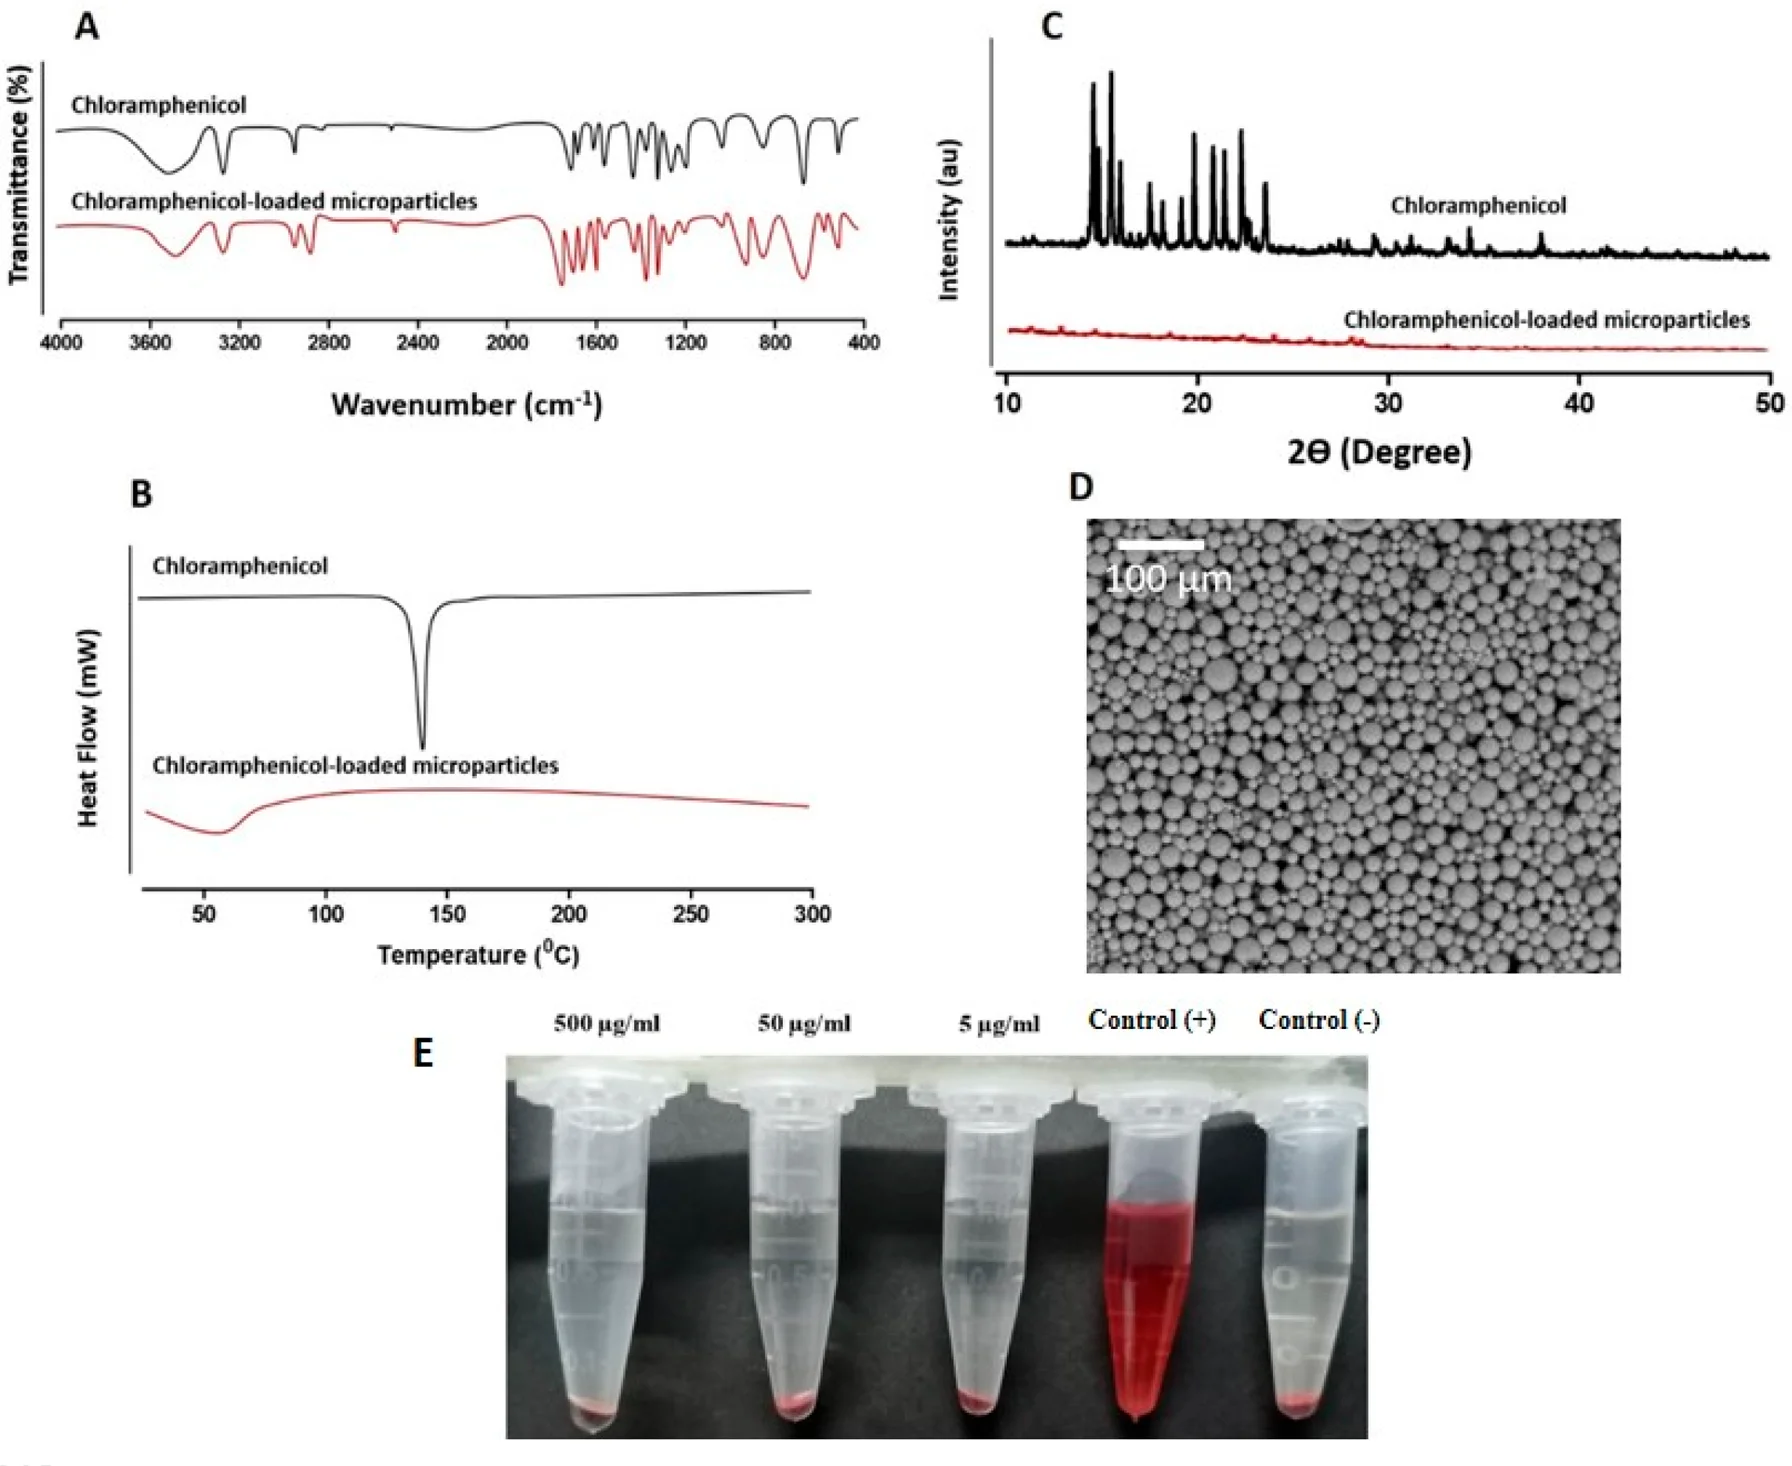 A
Transmittance (%)
Chloramphenicol
Chloramphenicol-loaded microparticles
4000 3600 3200 2800 2400 2000 1600 1200 800 400
Wavenumber (cm-1)
C
Intensity (au)
Chloramphenicol
Chloramphenicol-loaded microparticles
10 20 30 40 50
2Θ (Degree)
B
Heat Flow (mW)
Chloramphenicol
Chloramphenicol-loaded microparticles
50 100 150 200 250 300
Temperature (0C)
D
100 µm
E
500 µg/ml 50 µg/ml 5 µg/ml Control (+) Control (-)